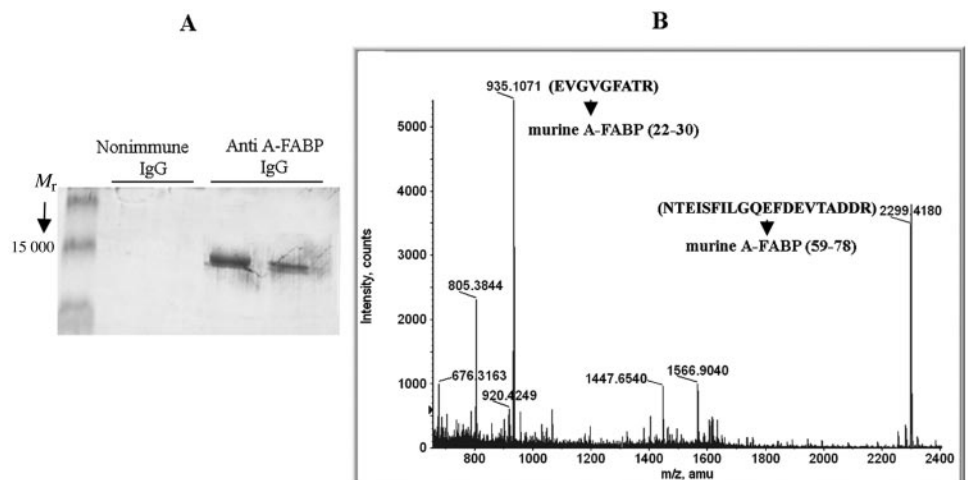 A
B
Nonimmune
IgG
Anti A-FABP
IgG
Mr
15 000
935.1071
(EVGVGFATR)
murine A-FABP (22-30)
(NTEISFILGQEFDEVTADDR)
2299.4180
murine A-FABP (59-78)
805.3844
676.3163
920.4249
1447.6540
1566.9040
Intensity, counts
5000
4000
3000
2000
1000
0
800
1000
1200
1400
1600
1800
2000
2200
2400
m/z, amu